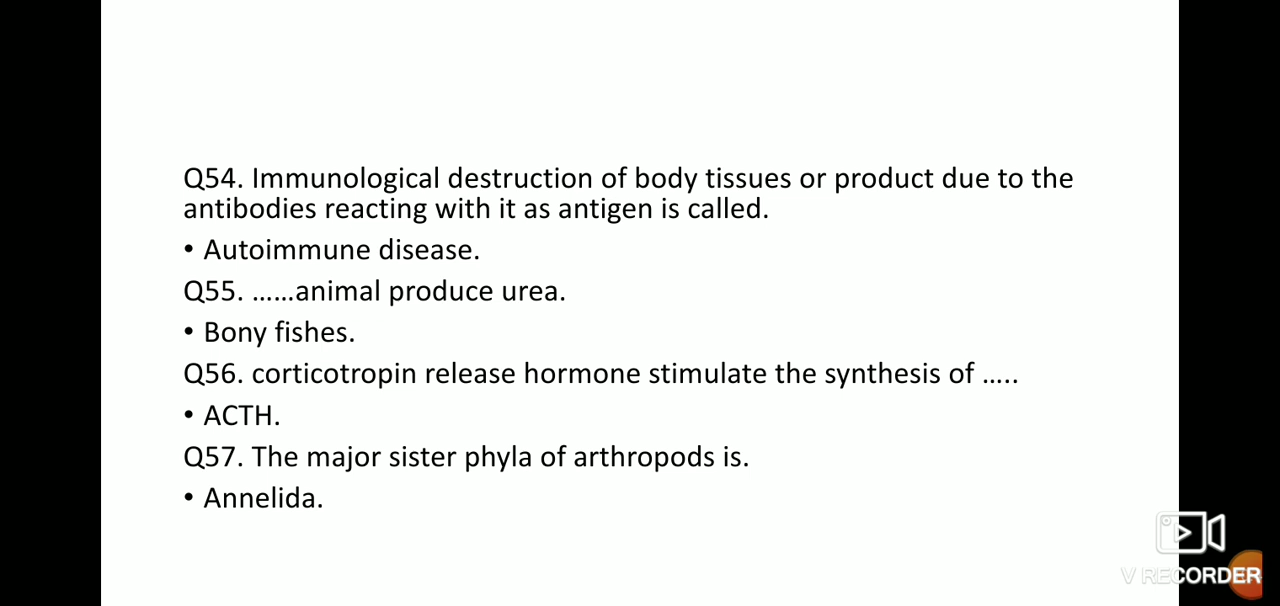 Q54. Immunological destruction of body tissues or product due to the
antibodies reacting with it as antigen is called.
• Autoimmune disease.
Q55. ......animal produce urea.
• Bony fishes.
Q56. corticotropin release hormone stimulate the synthesis of .....
• ACTH.
Q57. The major sister phyla of arthropods is.
• Annelida.
V RECORDER